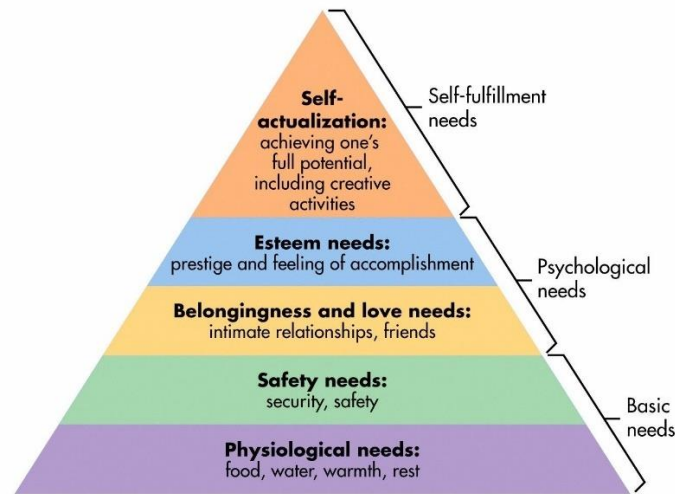 Self-
actualization:
achieving one's
full potential,
including creative
activities
Self-fulfillment
needs
Esteem needs:
prestige and feeling of accomplishment
Psychological
needs
Belongingness and love needs:
intimate relationships, friends
Safety needs:
security, safety
Basic
needs
Physiological needs:
food, water, warmth, rest